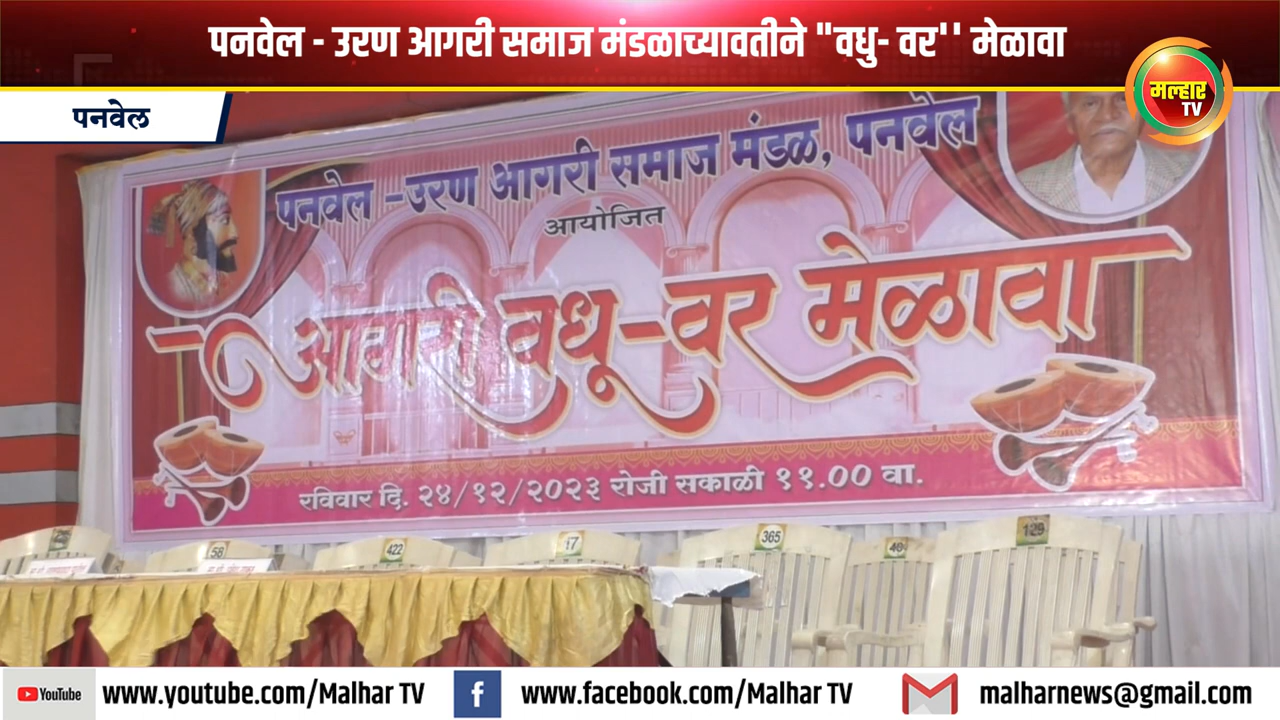 पनवेल - उरण आगरी समाज मंडळाच्यावतीने "वधु- वर'' मेळावा
मल्हार
TV
पनवेल
पनवेल -उरण आगरी समाज मंडळ, पनवेल
आयोजित
आगरी वधू-वर मेळावा
रविवार दि. २४/१२/२०२३ रोजी सकाळी ११.०० वा.
58
422
17
365
40
129
YouTube
www.youtube.com/Malhar TV
www.facebook.com/Malhar TV
malharnews@gmail.com